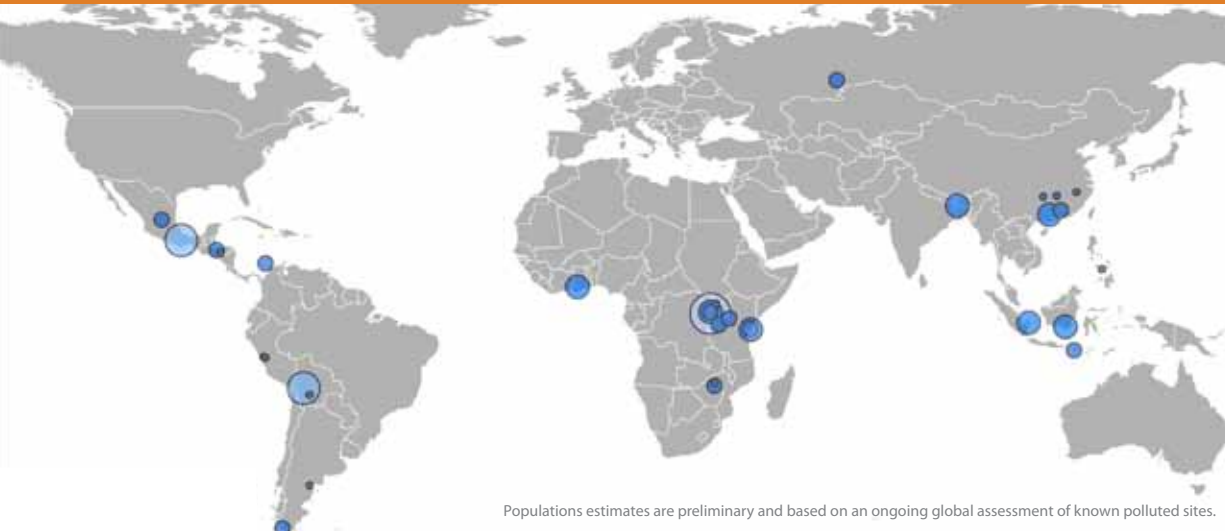 Populations estimates are preliminary and based on an ongoing global assessment of known polluted sites.